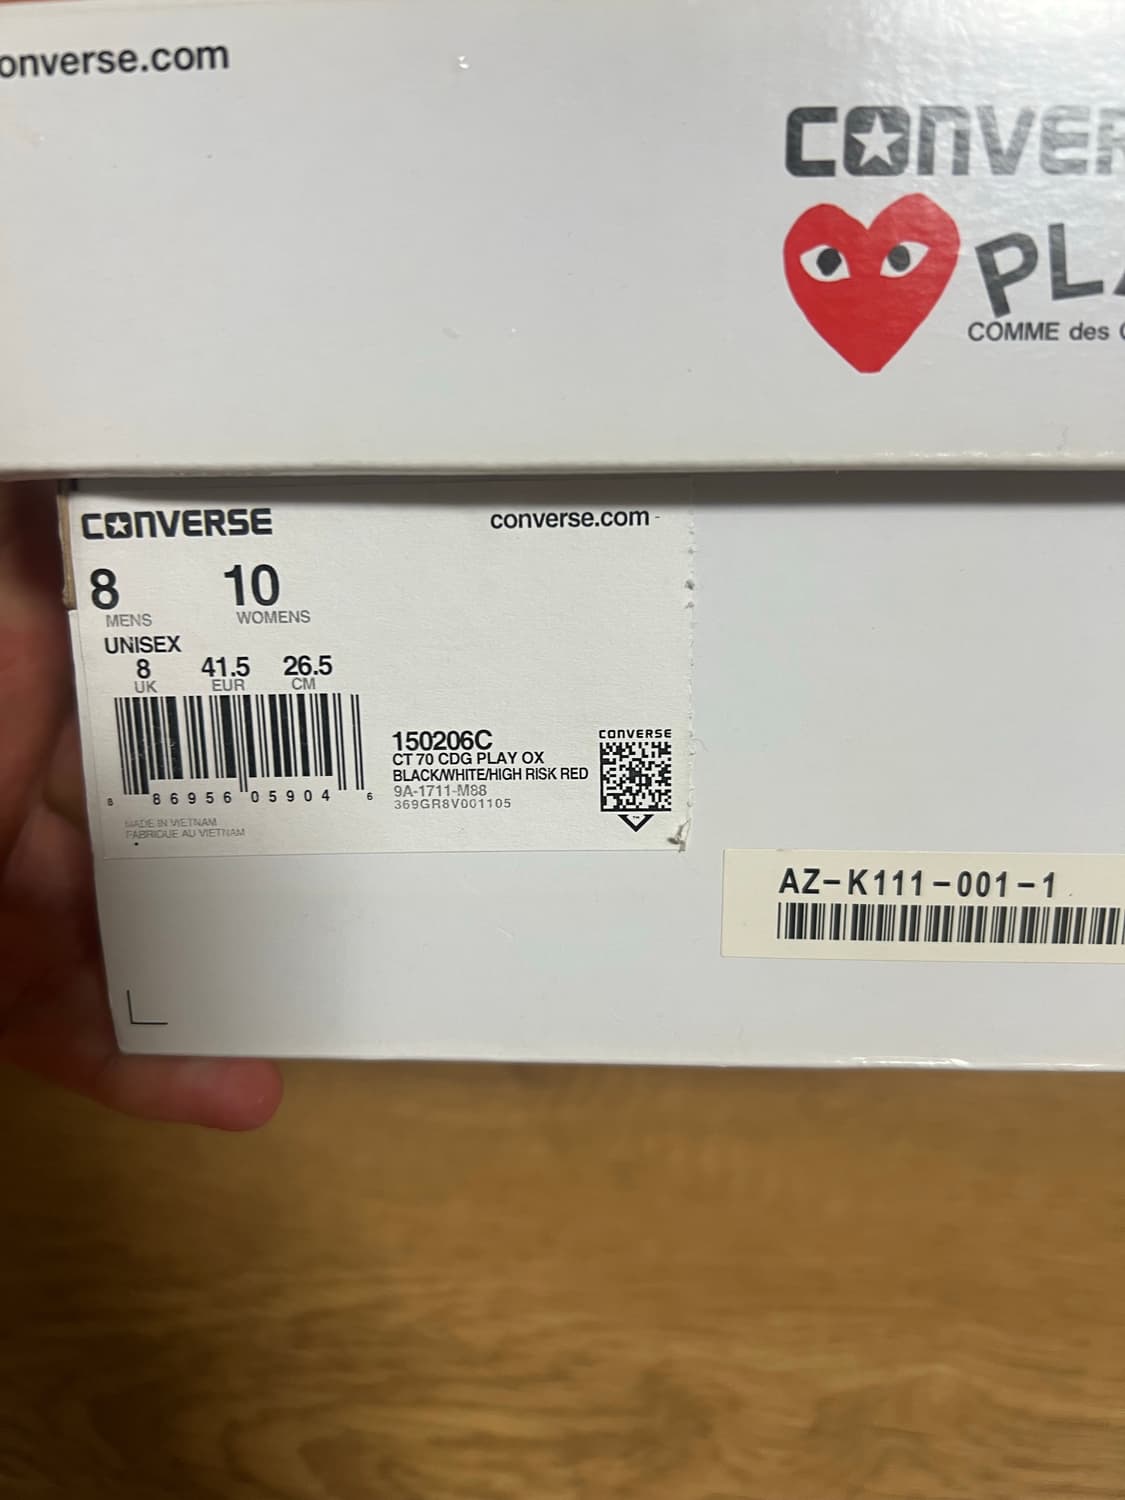 onverse.com
CONVER
PL
COMME des
CONVERSE
converse.com
8 10
MENS WOMENS
UNISEX
8 41.5 26.5
UK EUR CM
8 86956 05904 6
150206C
CT 70 CDG PLAY OX
BLACK/WHITE/HIGH RISK RED
9A-1711-M88
369GR8V001105
CONVERSE
MADE IN VIETNAM
FABRIQUE AU VIETNAM
AZ-K111-001-1